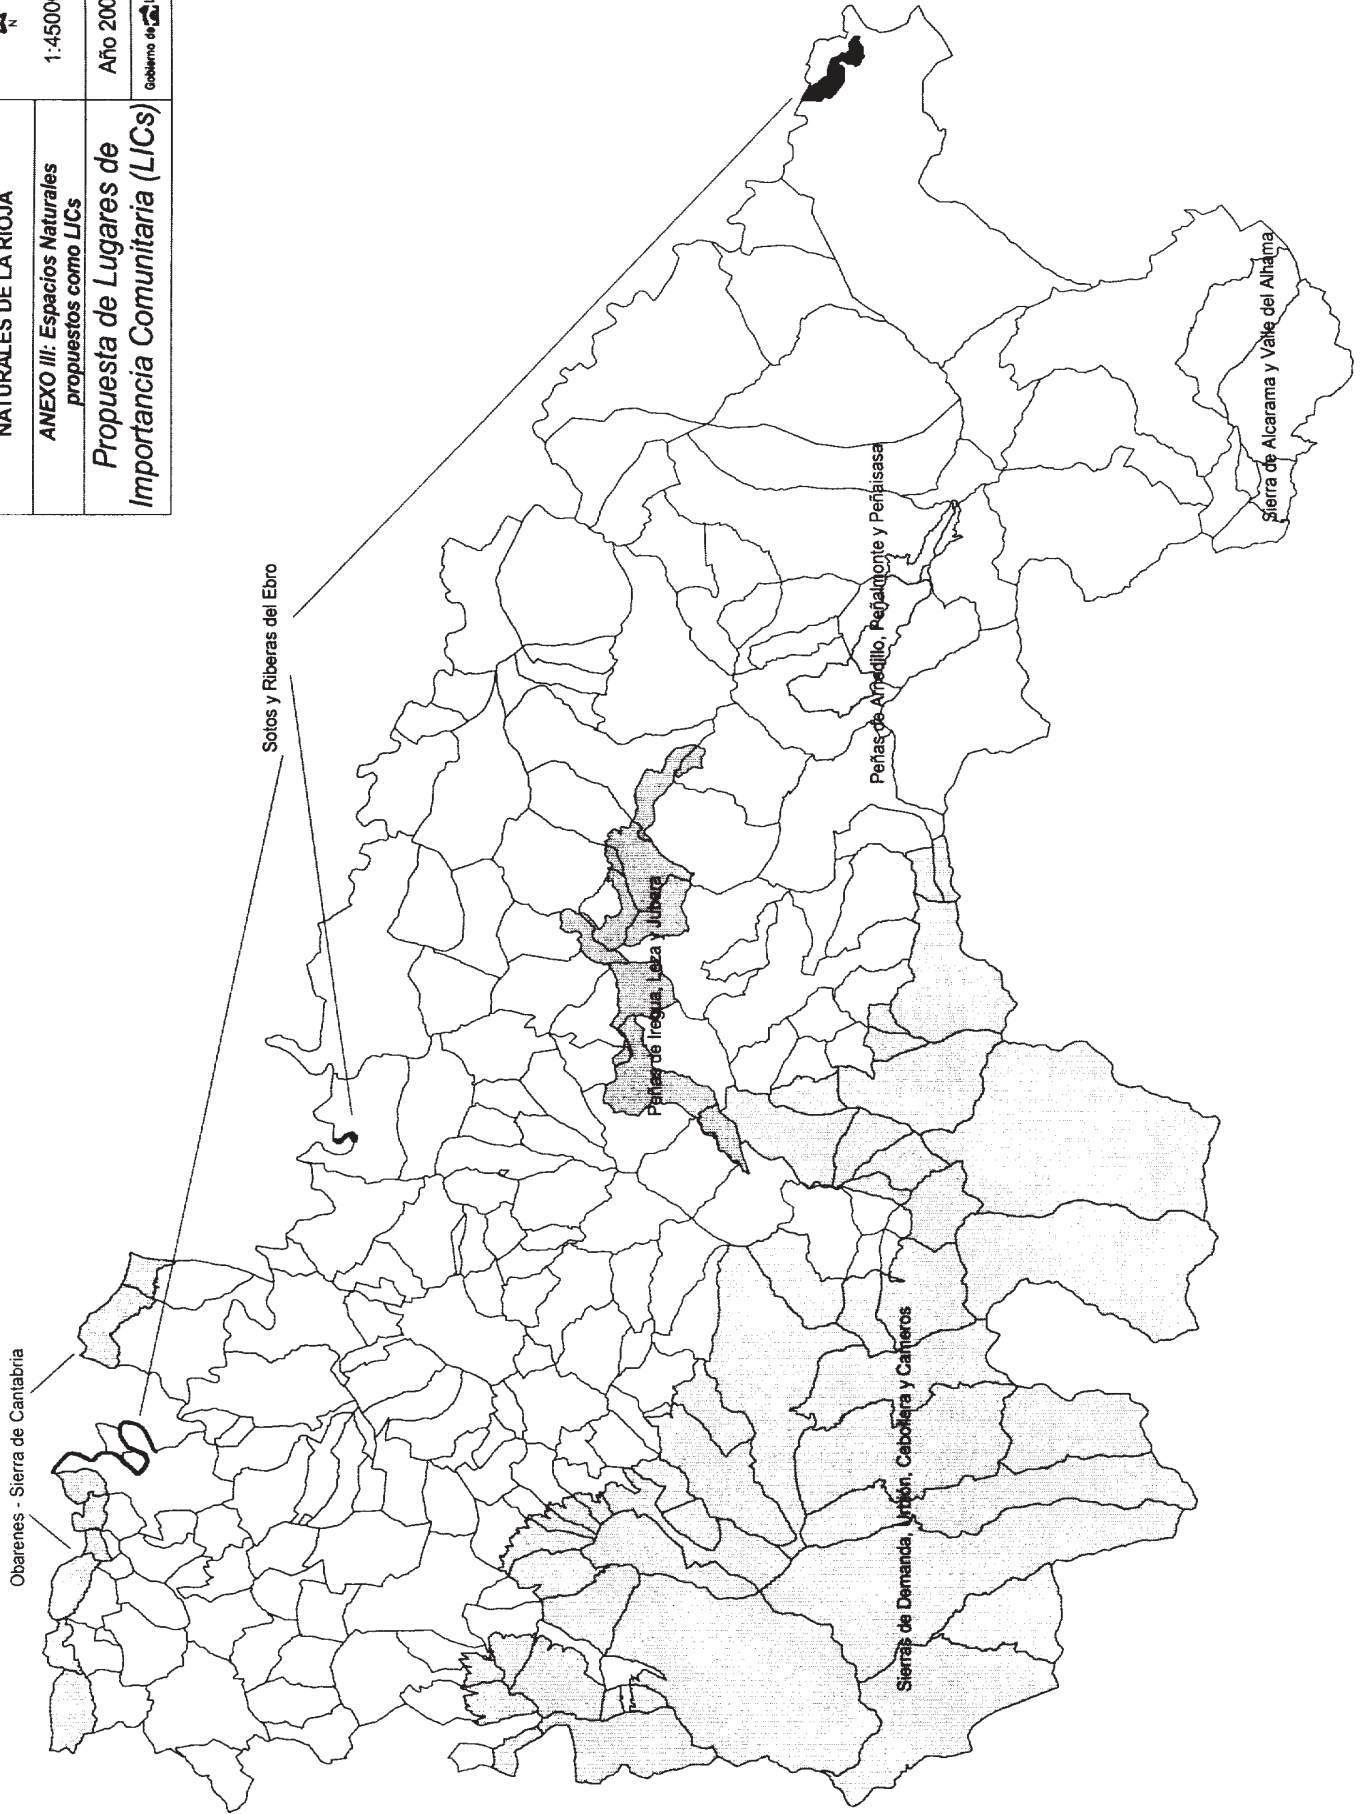 NATURALES DE LA RIOJA
ANEXO III: Espacios Naturales
propuestos como LICs
Propuesta de Lugares de
Importancia Comunitaria (LICs)
N
1:4500
Año 200
Gobierno de
Obarenes - Sierra de Cantabria
Sotos y Riberas del Ebro
Peñas de Iregua, Leza y Jubera
Peñas de Arnedillo, Peñalmonte y Peñaisasa
Sierras de Demanda, Urbión, Cebollera y Cameros
Sierra de Alcarama y Valle del Alhama